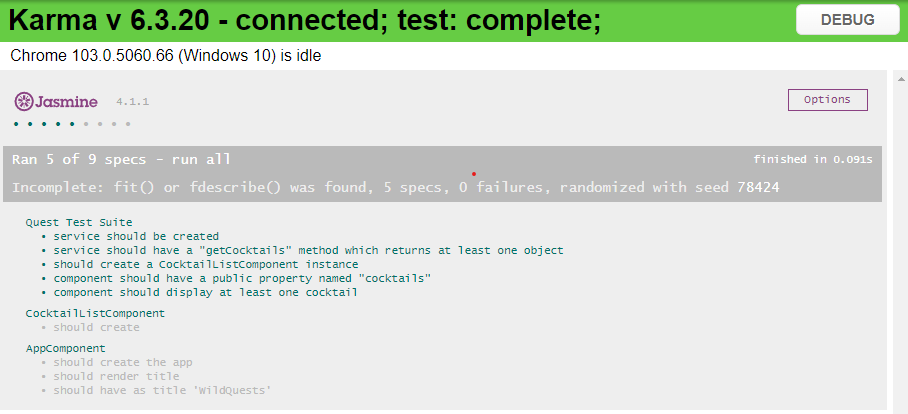 Karma v 6.3.20 - connected; test: complete;
DEBUG
Chrome 103.0.5060.66 (Windows 10) is idle
Jasmine 4.1.1
Options
Ran 5 of 9 specs - run all
finished in 0.091s
Incomplete: fit() or fdescribe() was found, 5 specs, 0 failures, randomized with seed 78424
Quest Test Suite
• service should be created
• service should have a "getCocktails" method which returns at least one object
• should create a CocktailListComponent instance
• component should have a public property named "cocktails"
• component should display at least one cocktail
CocktailListComponent
• should create
AppComponent
• should create the app
• should render title
• should have as title 'WildQuests'